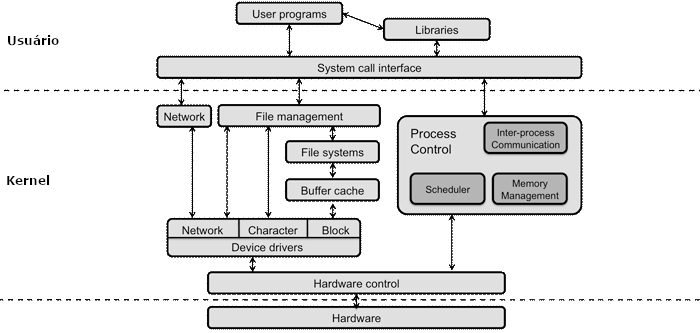 User programs
Usuário
Libraries
System call interface
Network
File management
Process
Control
Inter-process
Communication
File systems
Kernel
Buffer cache
Scheduler
Memory
Management
Network
Character
Block
Device drivers
Hardware control
Hardware